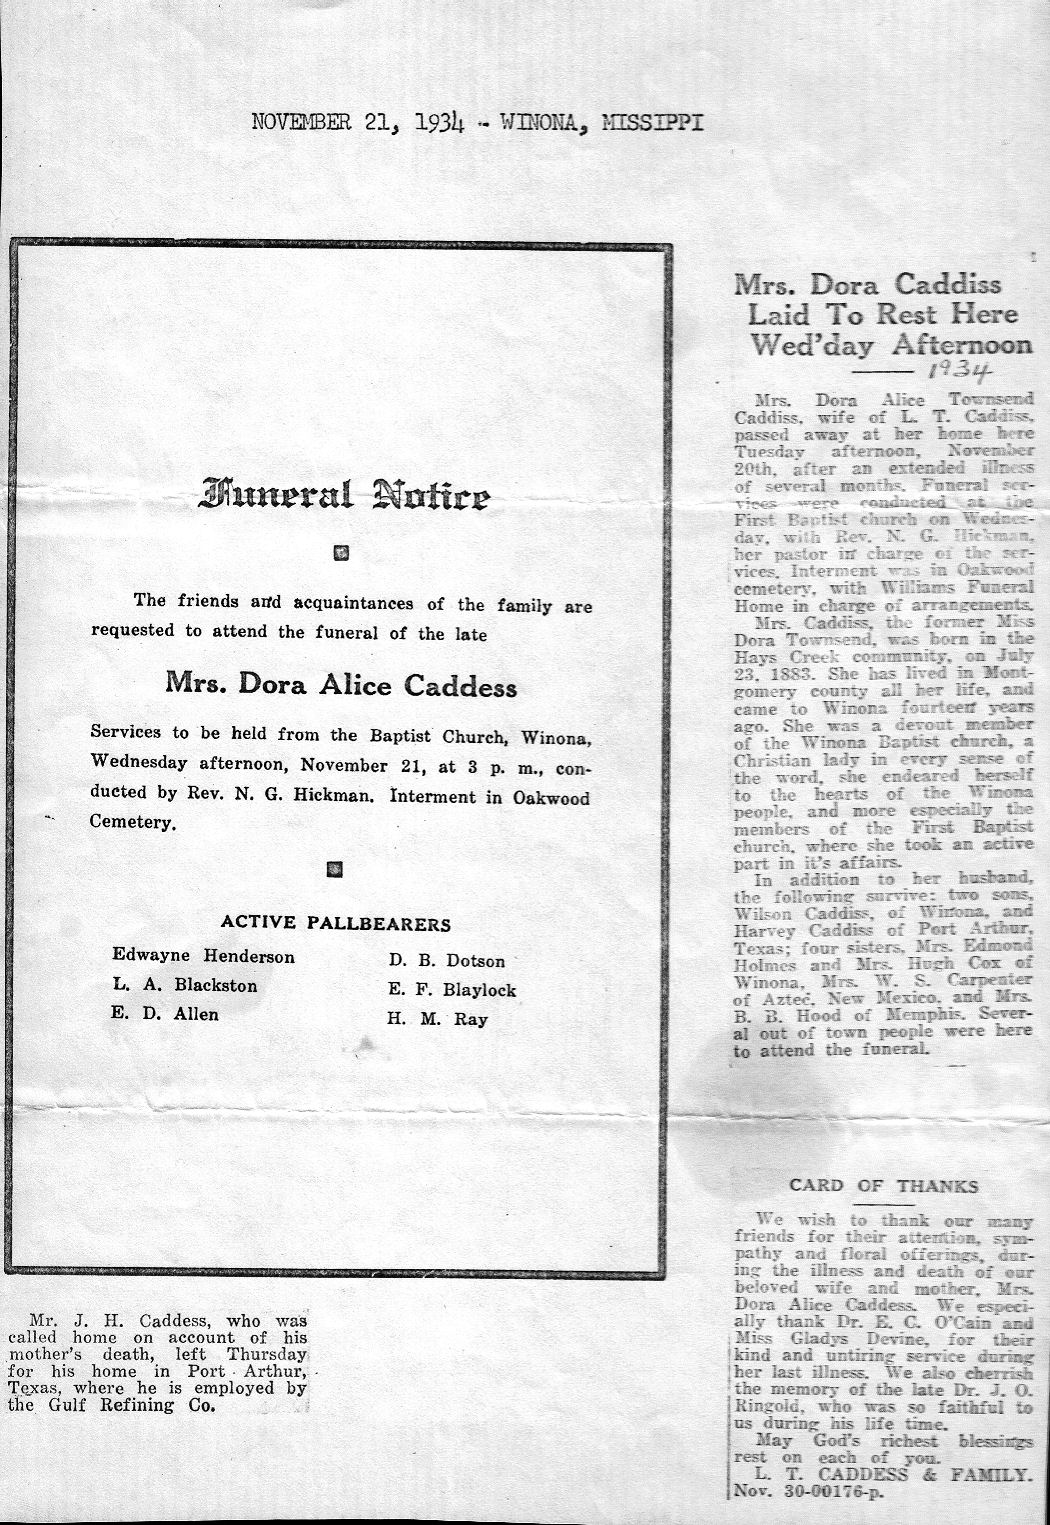 NOVEMBER 21, 1934 - WINONA, MISSISSIPPI
Funeral Notice
The friends and acquaintances of the family are
requested to attend the funeral of the late
Mrs. Dora Alice Caddess
Services to be held from the Baptist Church, Winona,
Wednesday afternoon, November 21, at 3 p. m., con-
ducted by Rev. N. G. Hickman. Interment in Oakwood
Cemetery.
ACTIVE PALLBEARERS
Edwayne Henderson
L. A. Blackston
E. D. Allen
D. B. Dotson
E. F. Blaylock
H. M. Ray
Mr. J. H. Caddess, who was
called home on account of his
mother's death, left Thursday
for his home in Port Arthur,
Texas, where he is employed by
the Gulf Refining Co.
Mrs. Dora Caddiss
Laid To Rest Here
Wed'day Afternoon
1934
Mrs. Dora Alice Townsend
Caddiss, wife of L. T. Caddiss,
passed away at her home here
Tuesday afternoon, November
20th, after an extended illness
of several months. Funeral ser-
vices were conducted at the
First Baptist church on Wednes-
day, with Rev. N. G. Hickman,
her pastor in charge of the ser-
vices. Interment was in Oakwood
cemetery, with Williams Funeral
Home in charge of arrangements.
Mrs. Caddiss, the former Miss
Dora Townsend, was born in the
Hays Creek community, on July
23, 1883. She has lived in Mont-
gomery county all her life, and
came to Winona fourteen years
ago. She was a devout member
of the Winona Baptist church, a
Christian lady in every sense of
the word, she endeared herself
to the hearts of the Winona
people, and more especially the
members of the First Baptist
church, where she took an active
part in it's affairs.
In addition to her husband,
the following survive: two sons,
Wilson Caddiss, of Winona, and
Harvey Caddiss of Port Arthur,
Texas; four sisters, Mrs. Edmond
Holmes and Mrs. Hugh Cox of
Winona, Mrs. W. S. Carpenter
of Aztec, New Mexico, and Mrs.
B. B. Hood of Memphis. Sever-
al out of town people were here
to attend the funeral.
CARD OF THANKS
We wish to thank our many
friends for their attention, sym-
pathy and floral offerings, dur-
ing the illness and death of our
beloved wife and mother, Mrs.
Dora Alice Caddess. We especi-
ally thank Dr. E. C. O'Cain and
Miss Gladys Devine, for their
kind and untiring service during
her last illness. We also cherrish
the memory of the late Dr. J. O.
Ringold, who was so faithful to
us during his life time.
May God's richest blessings
rest on each of you.
L. T. CADDESS & FAMILY.
Nov. 30-00176-p.